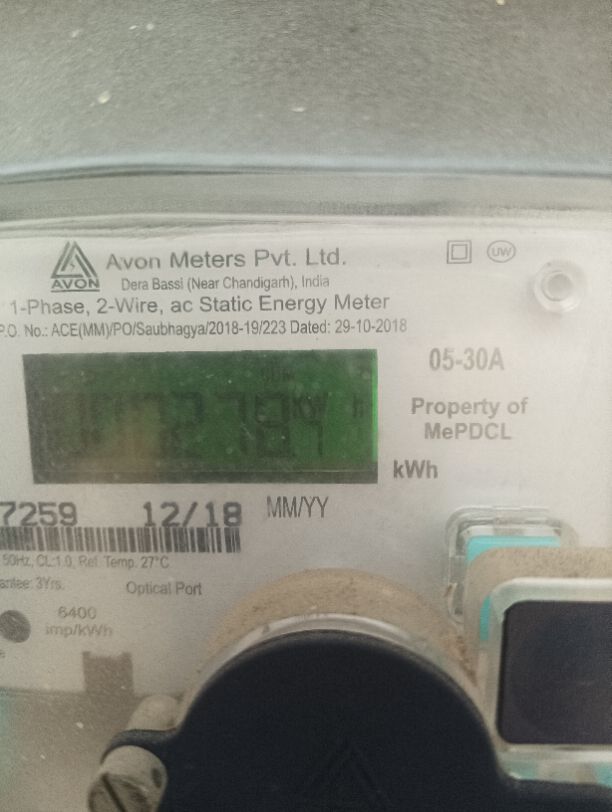 Avon Meters Pvt. Ltd.
AVON
Dera Bassi (Near Chandigarh), India
UW
1-Phase, 2-Wire, ac Static Energy Meter
P.O. No.: ACE(MM)/PO/Saubhagya/2018-19/223 Dated: 29-10-2018
05-30A
Property of
MePDCL
kWh
7259 12/18 MM/YY
50Hz, CL:1.0, Ref. Temp. 27°C
3Yrs. Optical Port
6400
imp/kWh